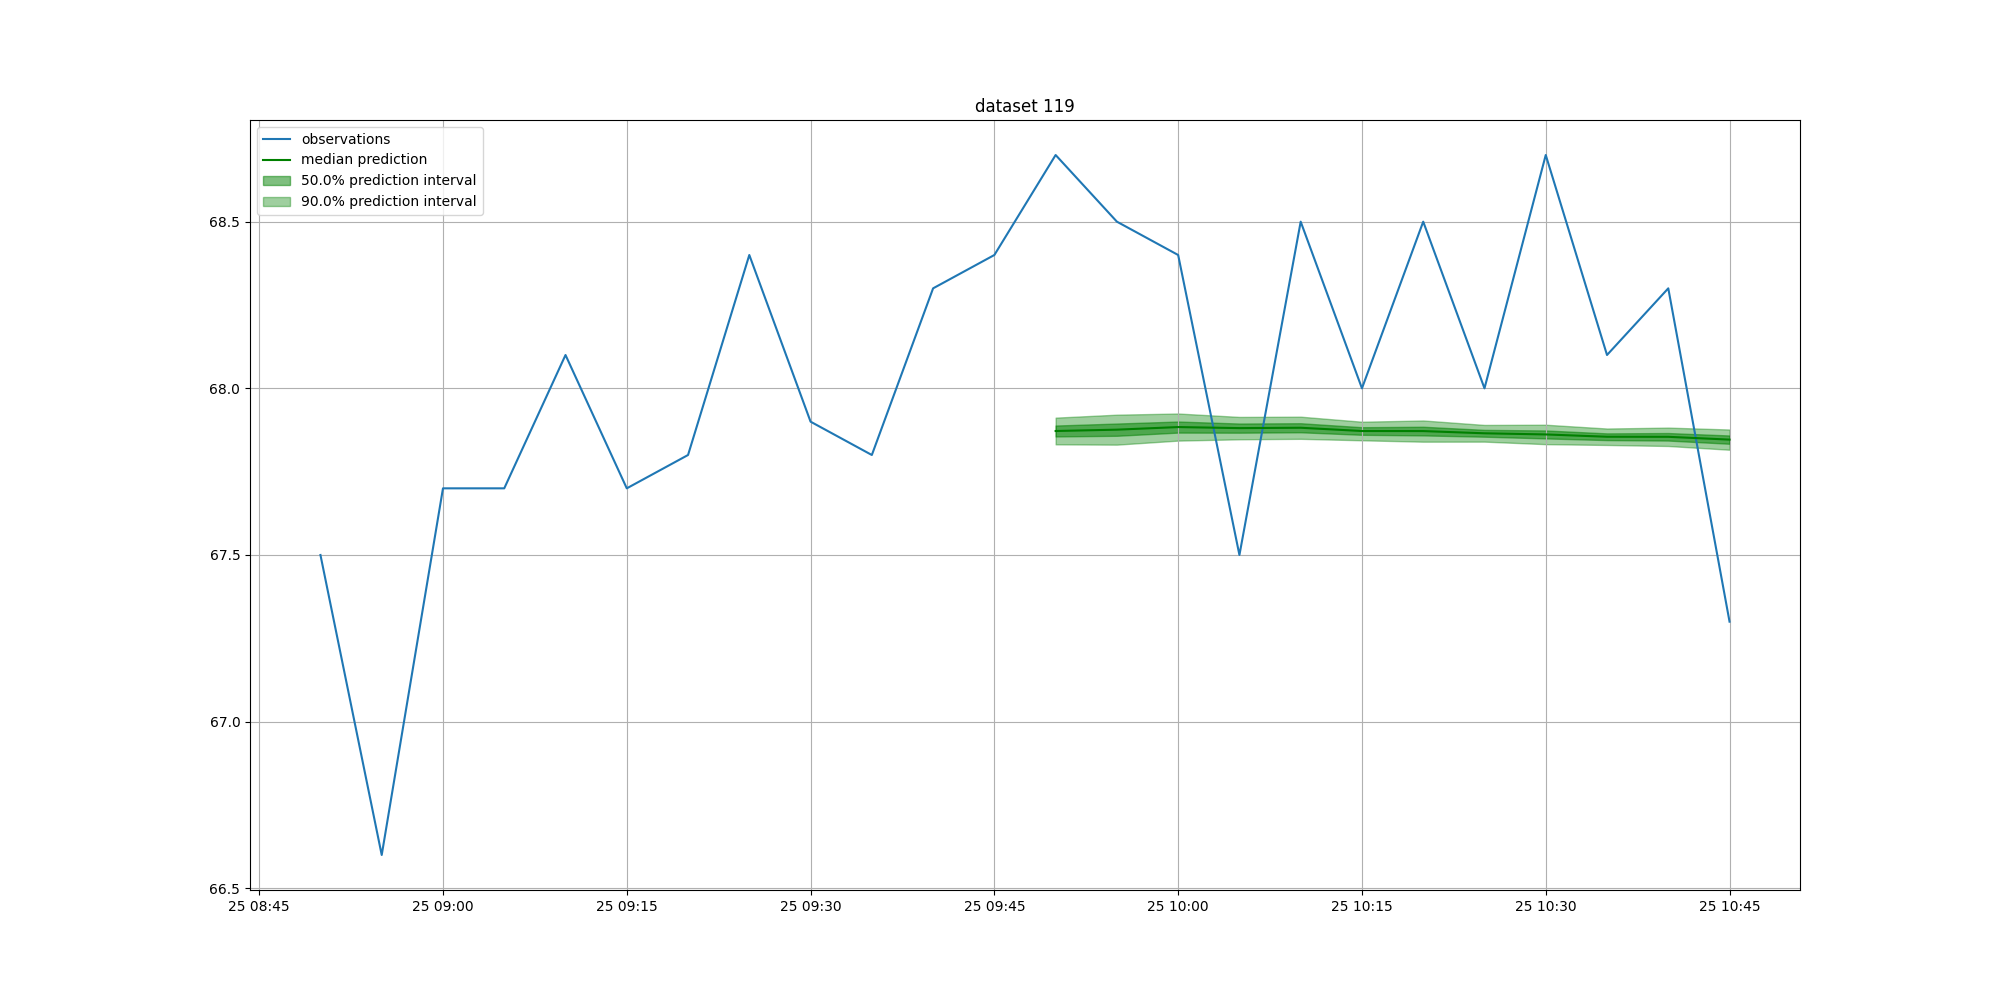 dataset 119
observations
median prediction
50.0% prediction interval
90.0% prediction interval
68.5
68.0
67.5
67.0
66.5
25 08:45 25 09:00 25 09:15 25 09:30 25 09:45 25 10:00 25 10:15 25 10:30 25 10:45